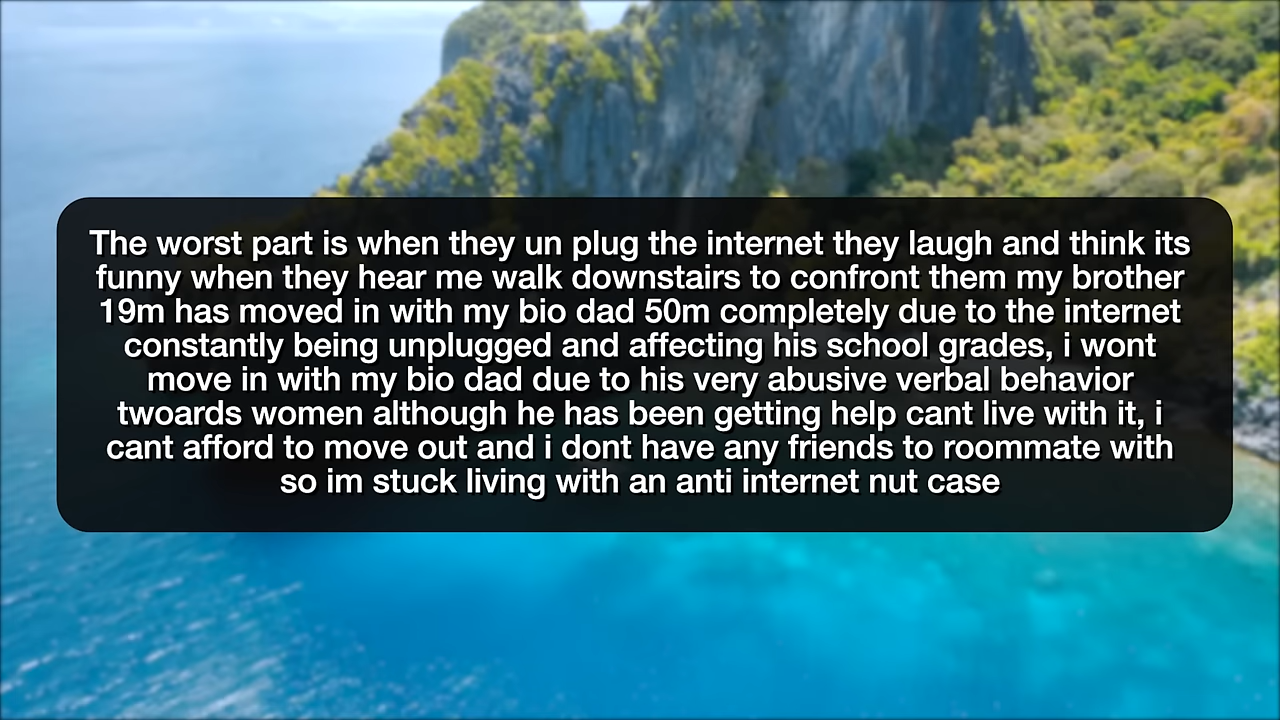 The worst part is when they un plug the internet they laugh and think its
funny when they hear me walk downstairs to confront them my brother
19m has moved in with my bio dad 50m completely due to the internet
constantly being unplugged and affecting his school grades, i wont
move in with my bio dad due to his very abusive verbal behavior
twoards women although he has been getting help cant live with it, i
cant afford to move out and i dont have any friends to roommate with
so im stuck living with an anti internet nut case